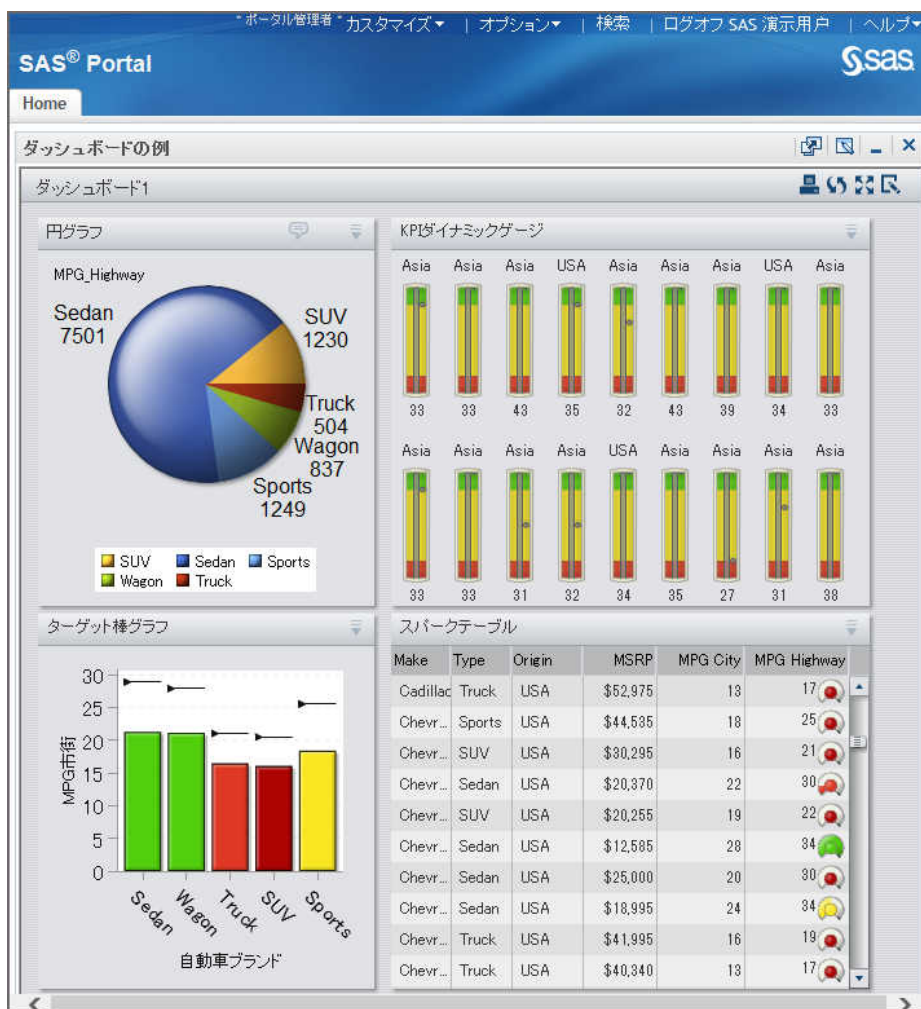 *ポータル管理者* カスタマイズ▼ | オプション▼ | 検索 | ログオフ SAS 演示用户 | ヘルプ▼
SAS® Portal
sas
Home
ダッシュボードの例
ダッシュボード1
円グラフ
MPG_Highway
Sedan
7501
SUV
1230
Truck
504
Wagon
837
Sports
1249
SUV Sedan Sports
Wagon Truck
KPIダイナミックゲージ
Asia Asia Asia USA Asia Asia Asia USA Asia
33 33 43 35 32 43 39 34 33
Asia Asia Asia Asia USA Asia Asia Asia Asia
33 33 31 32 34 35 27 31 38
ターゲット棒グラフ
MPG市街
30
25
20
15
10
5
0
Sedan Wagon Truck SUV Sports
自動車ブランド
スパークテーブル
Make Type Origin MSRP MPG City MPG Highway
Cadillac Truck USA $52,975 13 17
Chevr... Sports USA $44,535 18 25
Chevr... SUV USA $30,295 16 21
Chevr... Sedan USA $20,370 22 30
Chevr... SUV USA $20,255 19 22
Chevr... Sedan USA $12,585 28 34
Chevr... Sedan USA $25,000 20 30
Chevr... Sedan USA $18,995 24 34
Chevr... Truck USA $41,995 16 19
Chevr... Truck USA $40,340 13 17